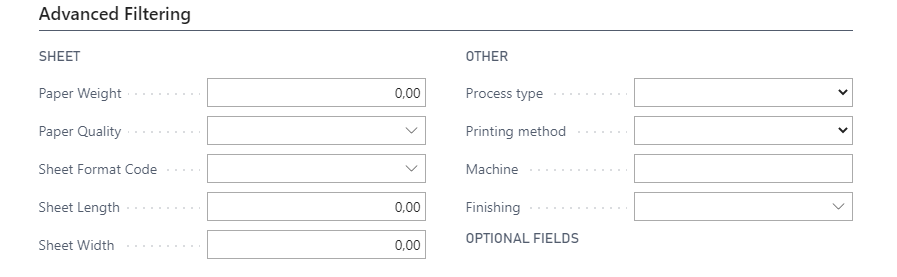 Advanced Filtering
SHEET
Paper Weight 0,00
Paper Quality
Sheet Format Code
Sheet Length 0,00
Sheet Width 0,00
OTHER
Process type
Printing method
Machine
Finishing
OPTIONAL FIELDS